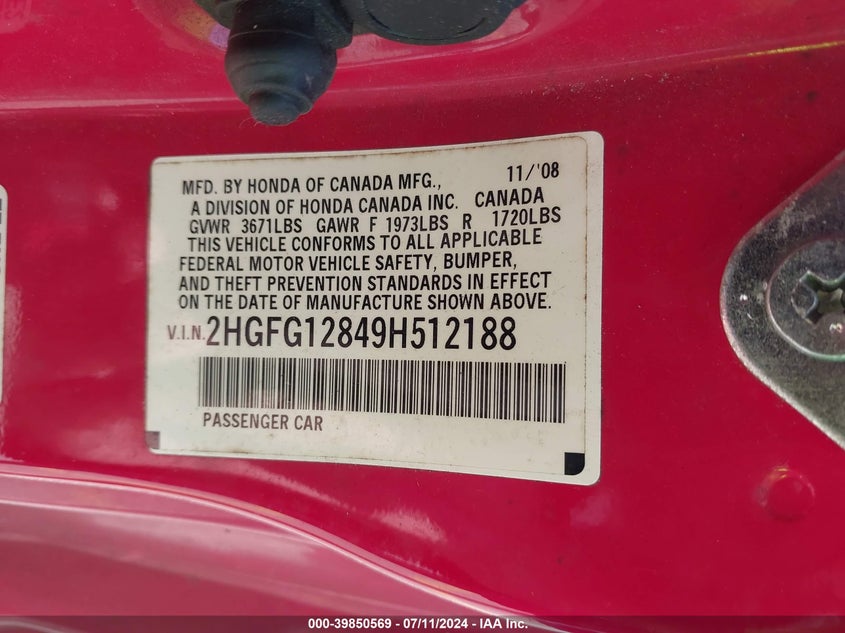 11/'08
MFD. BY HONDA OF CANADA MFG.,
A DIVISION OF HONDA CANADA INC. CANADA
GVWR 3671LBS GAWR F 1973LBS R 1720LBS
THIS VEHICLE CONFORMS TO ALL APPLICABLE
FEDERAL MOTOR VEHICLE SAFETY, BUMPER,
AND THEFT PREVENTION STANDARDS IN EFFECT
ON THE DATE OF MANUFACTURE SHOWN ABOVE.
V.I.N. 2HGFG12849H512188
PASSENGER CAR
3
000-39850569 - 07/11/2024 - IAA Inc.